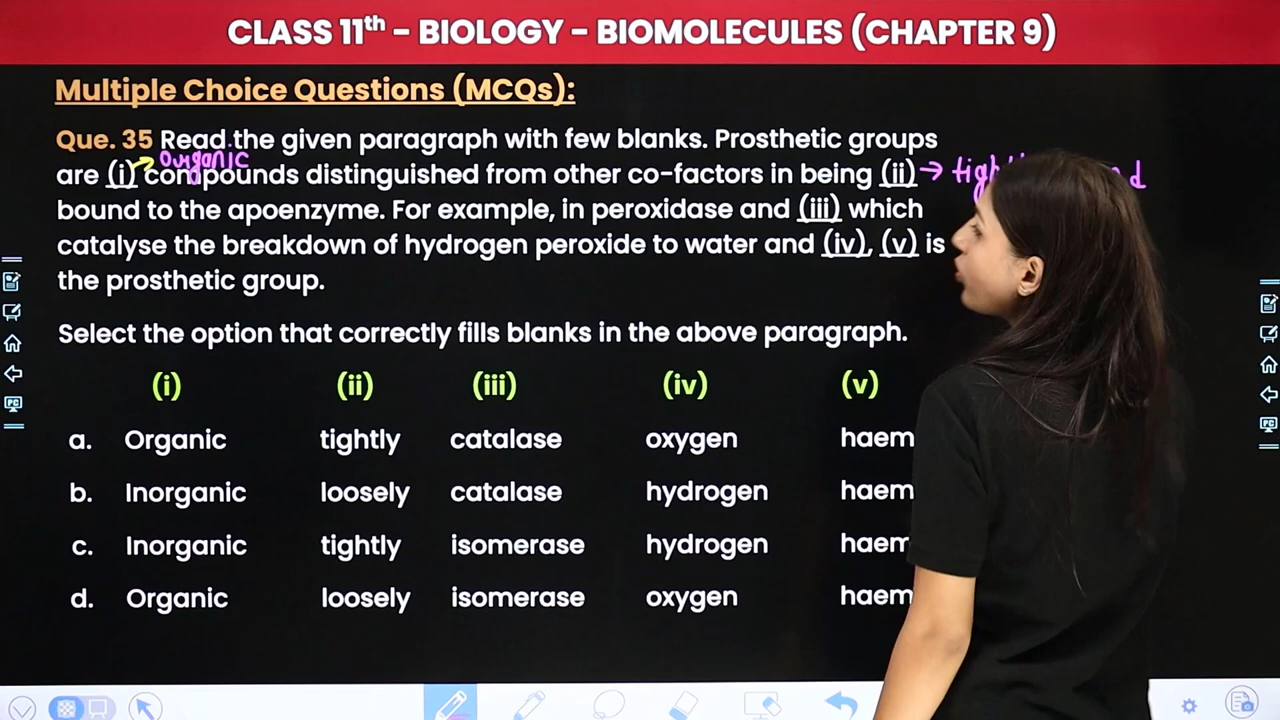 CLASS 11th - BIOLOGY - BIOMOLECULES (CHAPTER 9)
Multiple Choice Questions (MCQs):
Que. 35 Read the given paragraph with few blanks. Prosthetic groups
organic
are (i) compounds distinguished from other co-factors in being (ii)
bound to the apoenzyme. For example, in peroxidase and (iii) which
catalyse the breakdown of hydrogen peroxide to water and (iv), (v) is
the prosthetic group.
Select the option that correctly fills blanks in the above paragraph.
(i) (ii) (iii) (iv) (v)
a. Organic tightly catalase oxygen haem
b. Inorganic loosely catalase hydrogen haem
c. Inorganic tightly isomerase hydrogen haem
d. Organic loosely isomerase oxygen haem